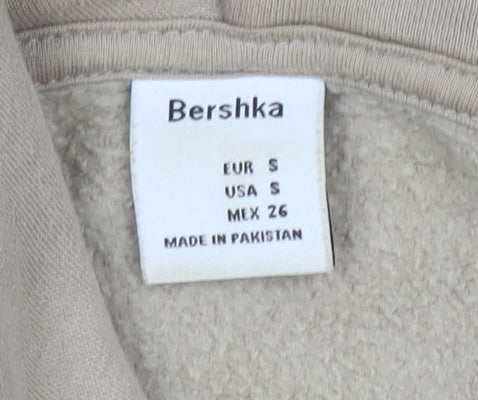 Bershka
EUR S
USA S
MEX 26
MADE IN PAKISTAN